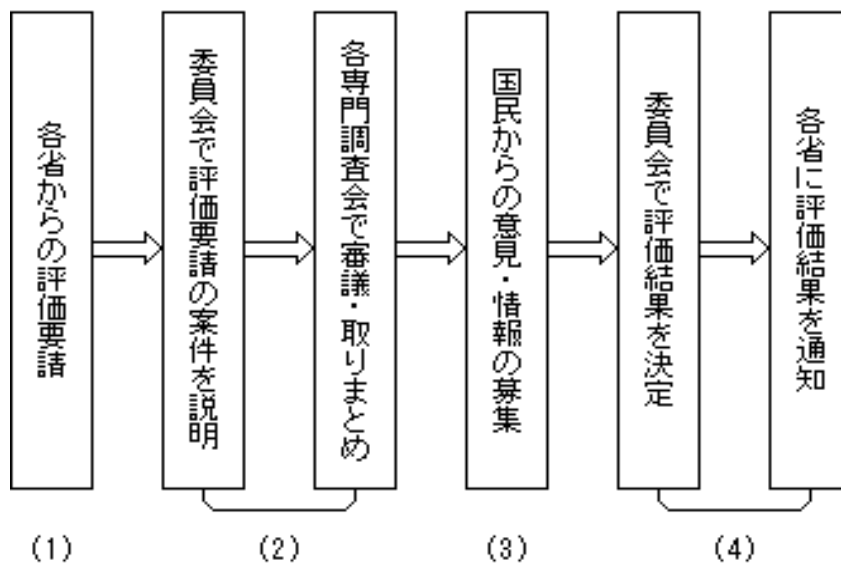 各省からの評価要請
委員会で評価要請の案件を説明
各専門調査会で審議・取りまとめ
国民からの意見・情報の募集
委員会で評価結果を決定
各省に評価結果を通知
(1)
(2)
(3)
(4)